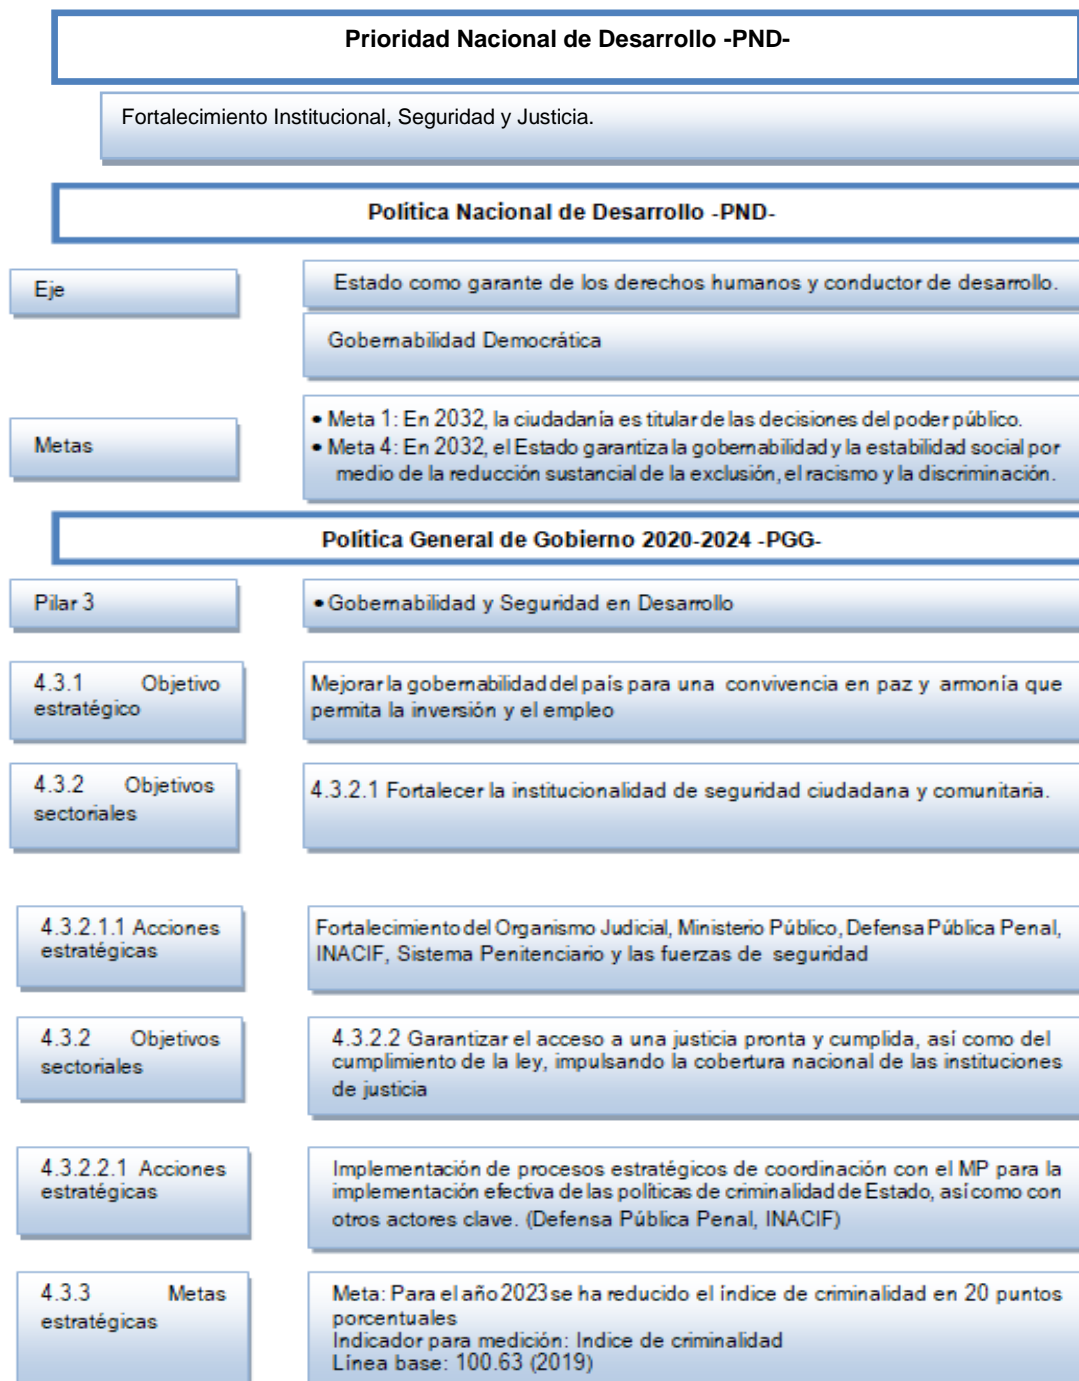 Prioridad Nacional de Desarrollo -PND-
Fortalecimiento Institucional, Seguridad y Justicia.
Política Nacional de Desarrollo -PND-
Eje
Estado como garante de los derechos humanos y conductor de desarrollo.
Gobernabilidad Democrática
Metas
• Meta 1: En 2032, la ciudadanía es titular de las decisiones del poder público.
• Meta 4: En 2032, el Estado garantiza la gobernabilidad y la estabilidad social por
medio de la reducción sustancial de la exclusión, el racismo y la discriminación.
Política General de Gobierno 2020-2024 -PGG-
Pilar 3
• Gobernabilidad y Seguridad en Desarrollo
4.3.1 Objetivo
estratégico
Mejorar la gobernabilidad del país para una convivencia en paz y armonía que
permita la inversión y el empleo
4.3.2 Objetivos
sectoriales
4.3.2.1 Fortalecer la institucionalidad de seguridad ciudadana y comunitaria.
4.3.2.1.1 Acciones
estratégicas
Fortalecimiento del Organismo Judicial, Ministerio Público, Defensa Pública Penal,
INACIF, Sistema Penitenciario y las fuerzas de seguridad
4.3.2 Objetivos
sectoriales
4.3.2.2 Garantizar el acceso a una justicia pronta y cumplida, así como del
cumplimiento de la ley, impulsando la cobertura nacional de las instituciones
de justicia
4.3.2.2.1 Acciones
estratégicas
Implementación de procesos estratégicos de coordinación con el MP para la
implementación efectiva de las políticas de criminalidad de Estado, así como con
otros actores clave. (Defensa Pública Penal, INACIF)
4.3.3 Metas
estratégicas
Meta: Para el año 2023 se ha reducido el índice de criminalidad en 20 puntos
porcentuales
Indicador para medición: Indice de criminalidad
Línea base: 100.63 (2019)